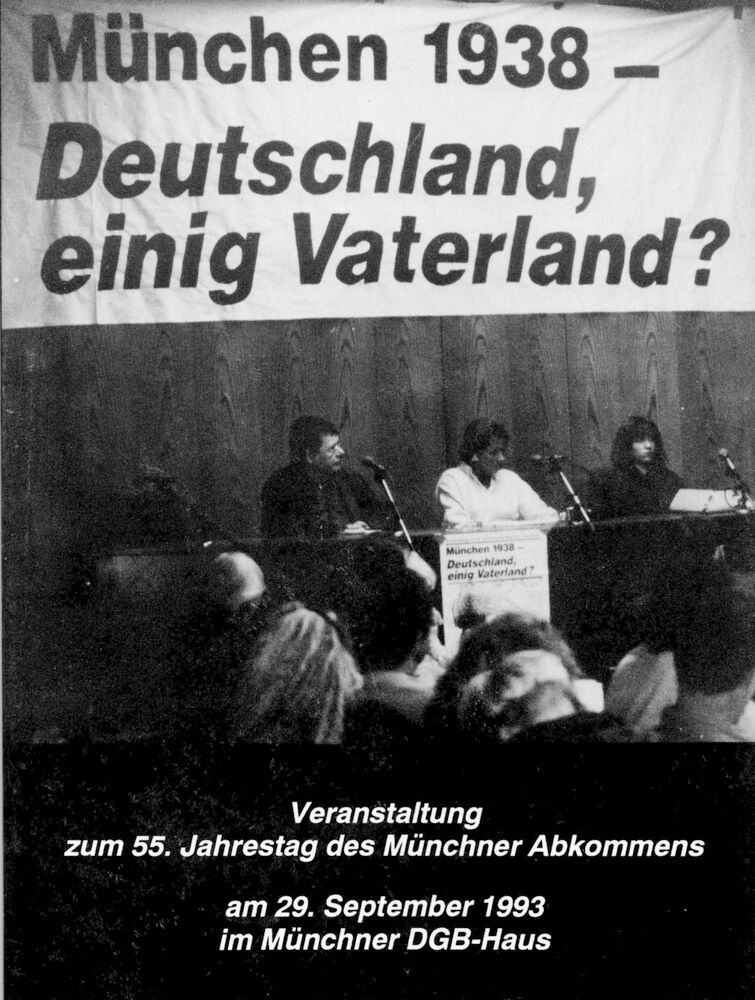 München 1938 –
Deutschland,
einig Vaterland?
München 1938 –
Deutschland,
einig Vaterland?
Veranstaltung
zum 55. Jahrestag des Münchner Abkommens
am 29. September 1993
im Münchner DGB-Haus